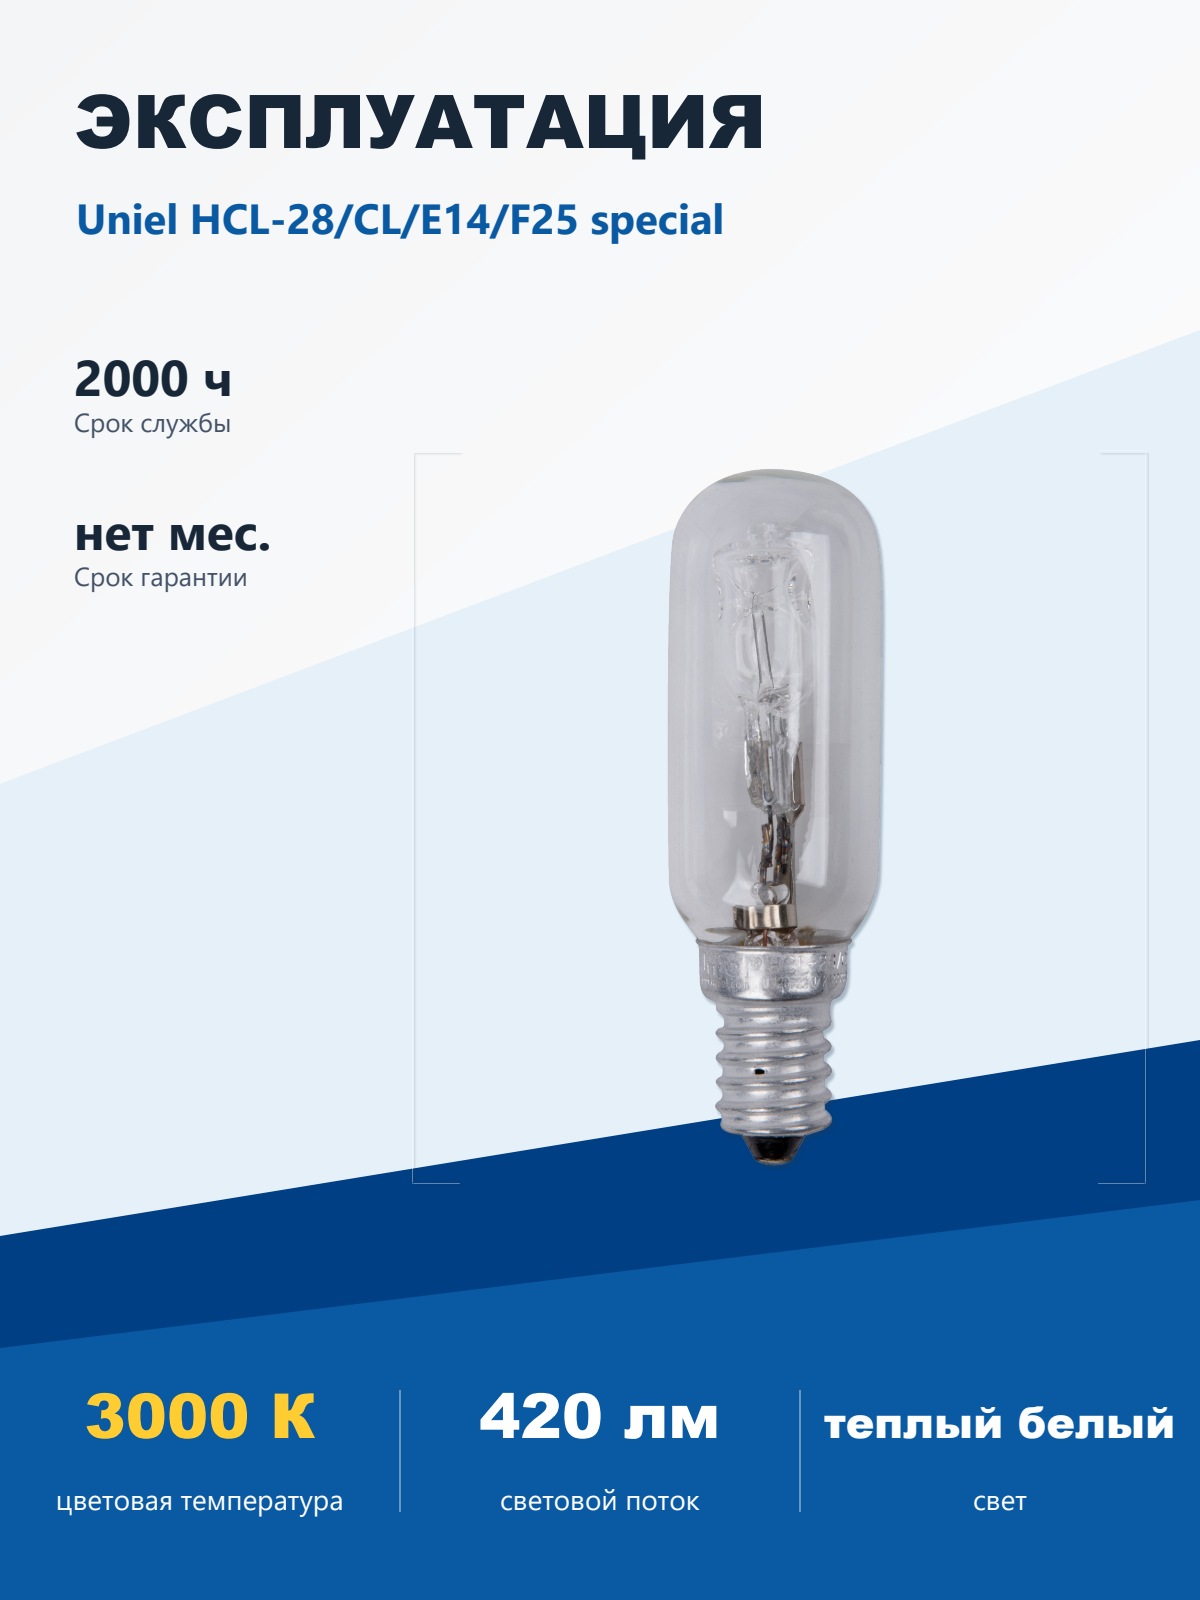 ЭКСПЛУАТАЦИЯ
Uniel HCL-28/CL/E14/F25 special
2000 ч
Срок службы
нет мес.
Срок гарантии
3000 К
цветовая температура
420 лм
световой поток
теплый белый
свет